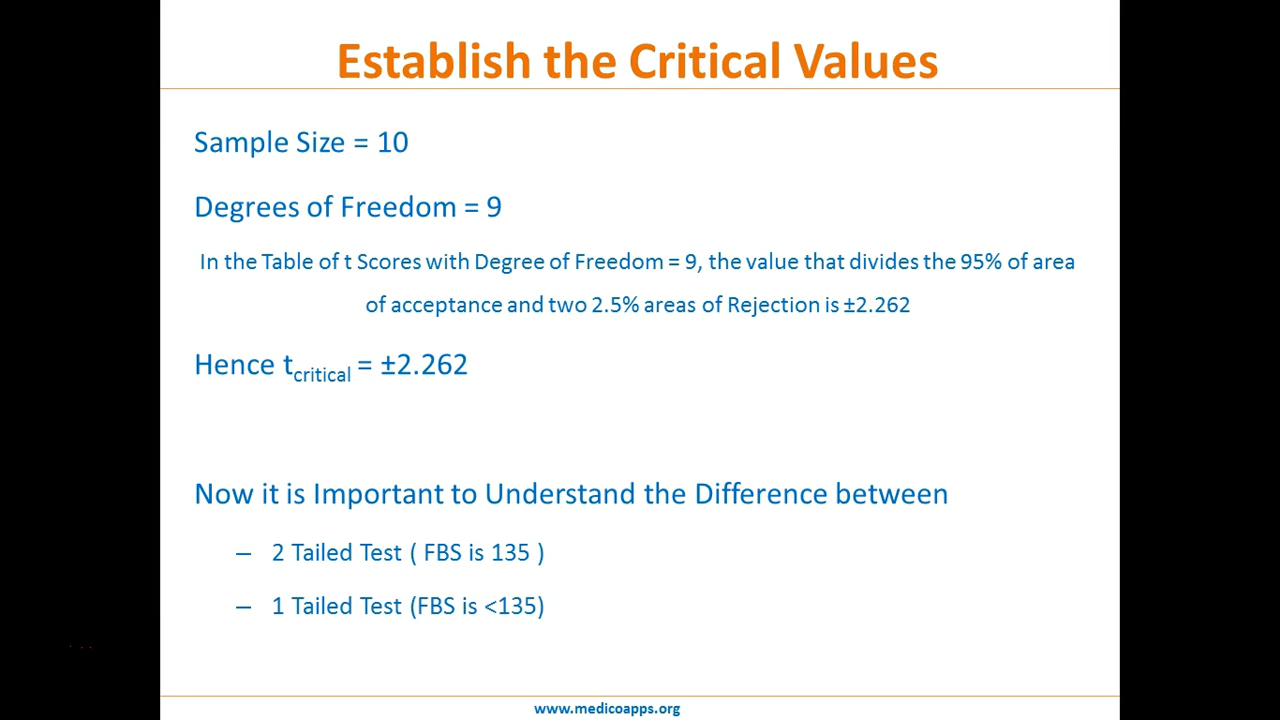 Establish the Critical Values
Sample Size = 10
Degrees of Freedom = 9
In the Table of t Scores with Degree of Freedom = 9, the value that divides the 95% of area
of acceptance and two 2.5% areas of Rejection is ±2.262
Hence tcritical = ±2.262
Now it is Important to Understand the Difference between
– 2 Tailed Test ( FBS is 135 )
– 1 Tailed Test (FBS is <135)
www.medicoapps.org